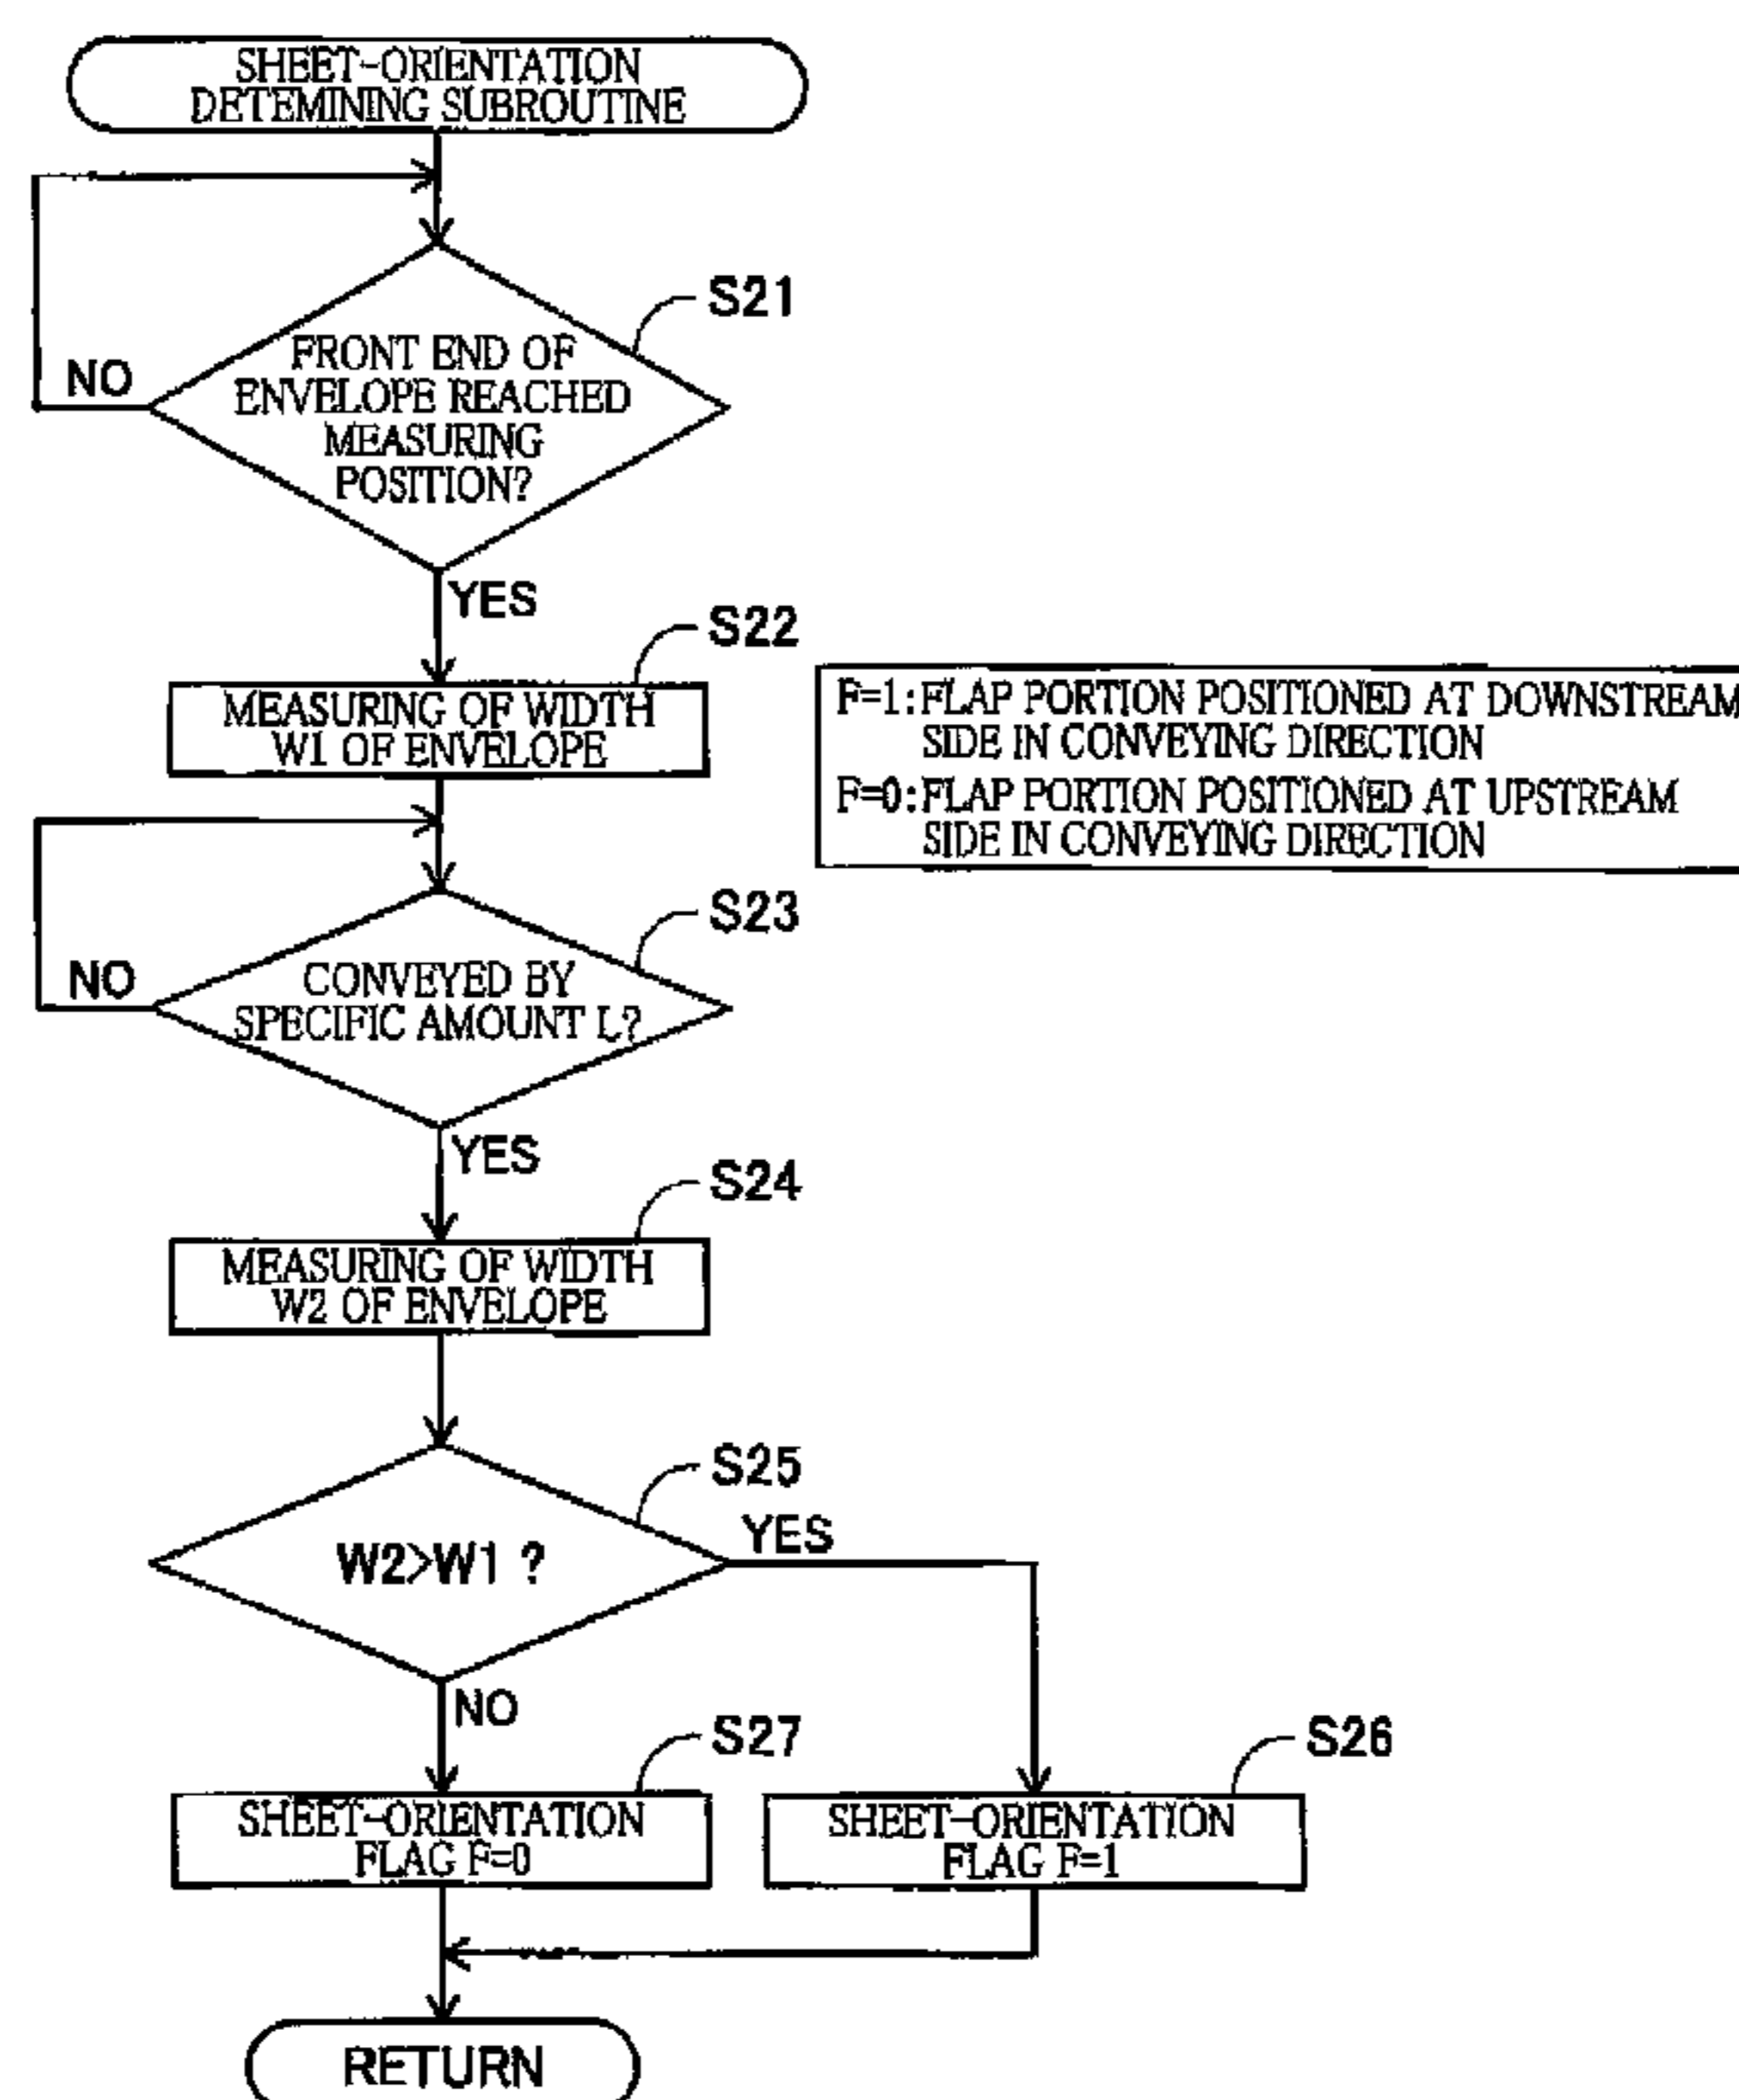 SHEET-ORIENTATION
DETEMINING SUBROUTINE
S21
FRONT END OF
ENVELOPE REACHED
MEASURING
POSITION?
NO
YES
S22
MEASURING OF WIDTH
W1 OF ENVELOPE
F=1:FLAP PORTION POSITIONED AT DOWNSTREAM
SIDE IN CONVEYING DIRECTION
F=0:FLAP PORTION POSITIONED AT UPSTREAM
SIDE IN CONVEYING DIRECTION
S23
CONVEYED BY
SPECIFIC AMOUNT L?
NO
YES
S24
MEASURING OF WIDTH
W2 OF ENVELOPE
S25
W2>W1 ?
YES
NO
S27
SHEET-ORIENTATION
FLAG F=0
S26
SHEET-ORIENTATION
FLAG F=1
RETURN